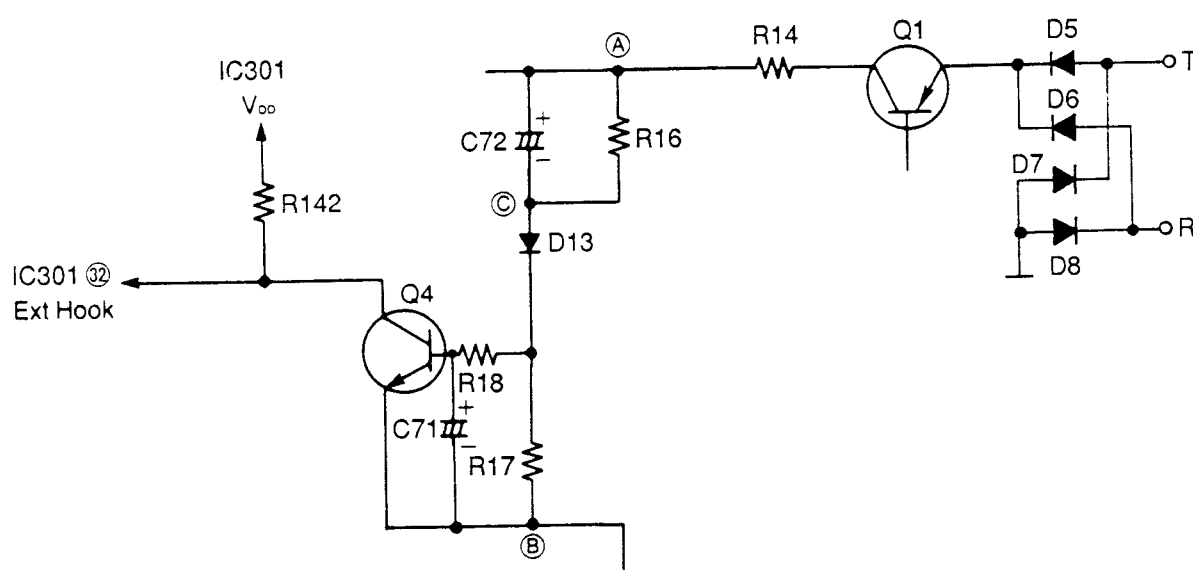 IC301
VDD
R142
IC301 ㉜
Ext Hook
Q4
C71
+
−
R18
R17
Ⓑ
Ⓐ
C72
+
−
R16
Ⓒ
D13
R14
Q1
D5
D6
D7
D8
T
R